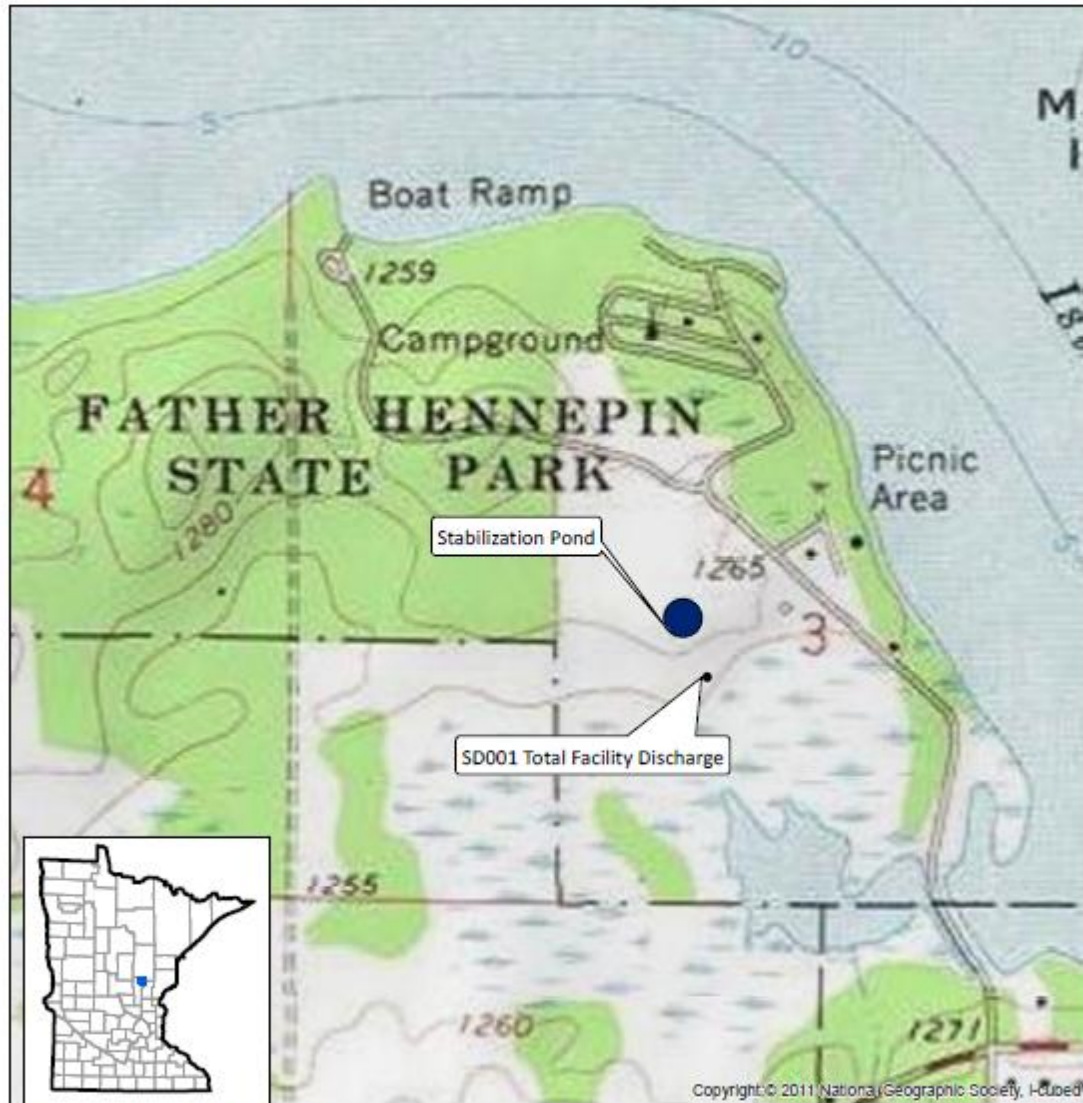 10
5
M
I
Boat Ramp
1259
Campground
FATHER HENNEPIN
STATE PARK
4
Picnic
Area
1280
Stabilization Pond
1265
3
5
SD001 Total Facility Discharge
1255
1260
1271
Copyright:© 2011 National Geographic Society, i-cubed